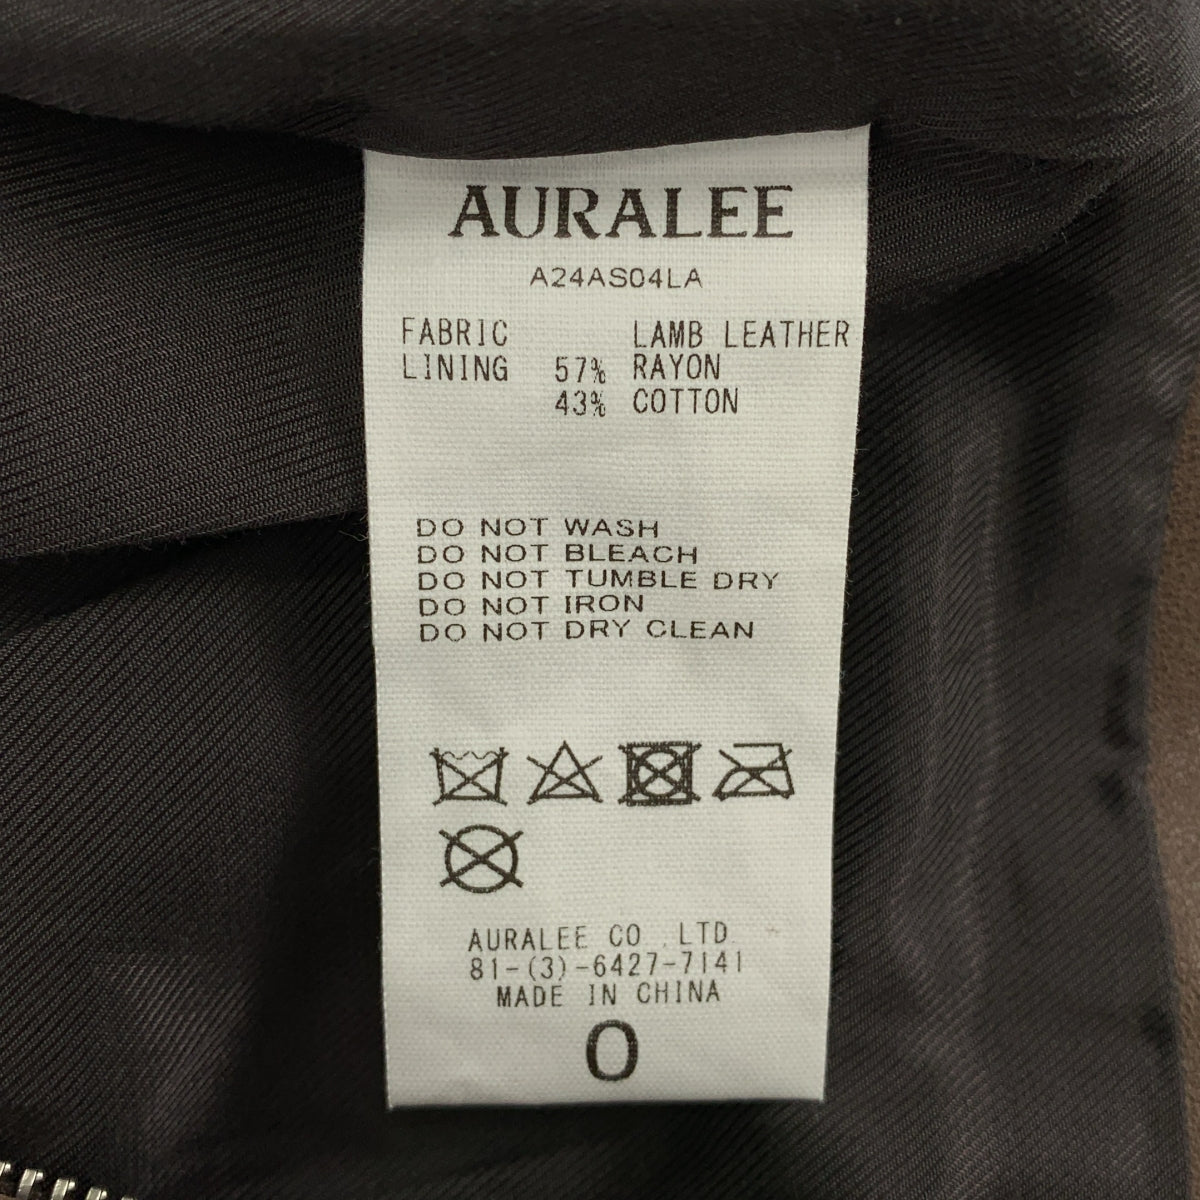 AURALEE
A24AS04LA
FABRIC LAMB LEATHER
LINING 57% RAYON
43% COTTON
DO NOT WASH
DO NOT BLEACH
DO NOT TUMBLE DRY
DO NOT IRON
DO NOT DRY CLEAN
AURALEE CO .LTD.
81-(3)-6427-7141
MADE IN CHINA
0